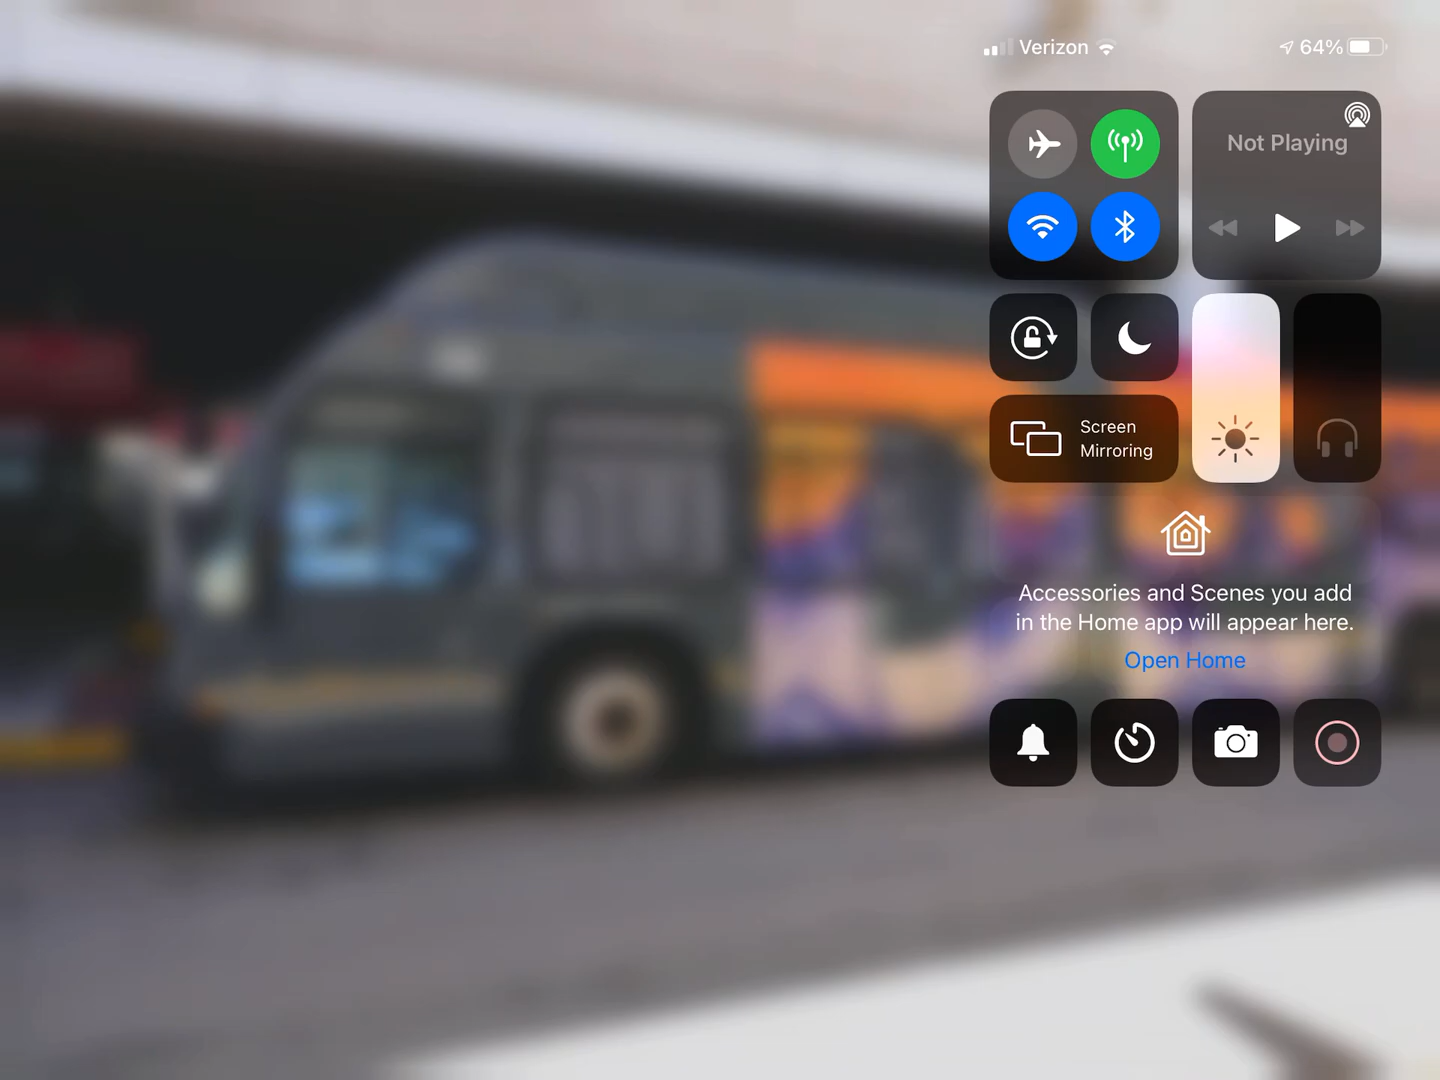 Verizon
64%
Not Playing
Screen
Mirroring
Accessories and Scenes you add
in the Home app will appear here.
Open Home